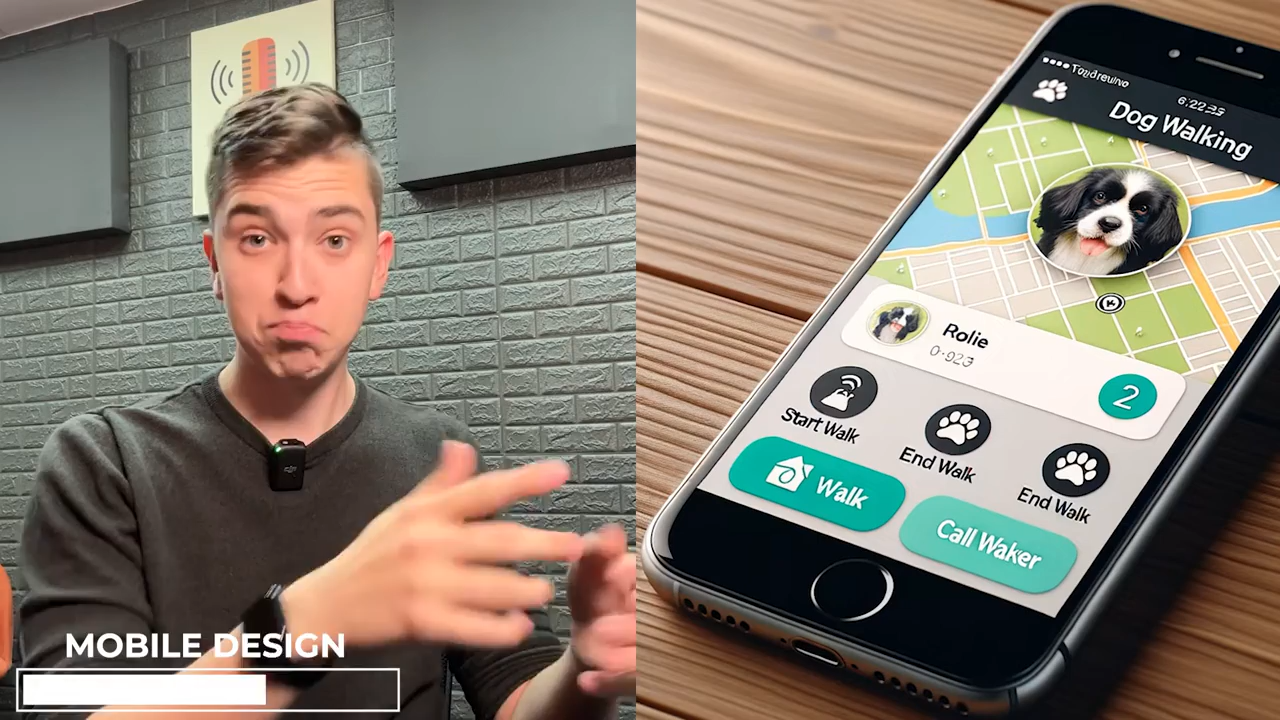 MOBILE DESIGN
Dog Walking
Rolie
2
Start Walk
End Walk
End Walk
Walk
Call Waker